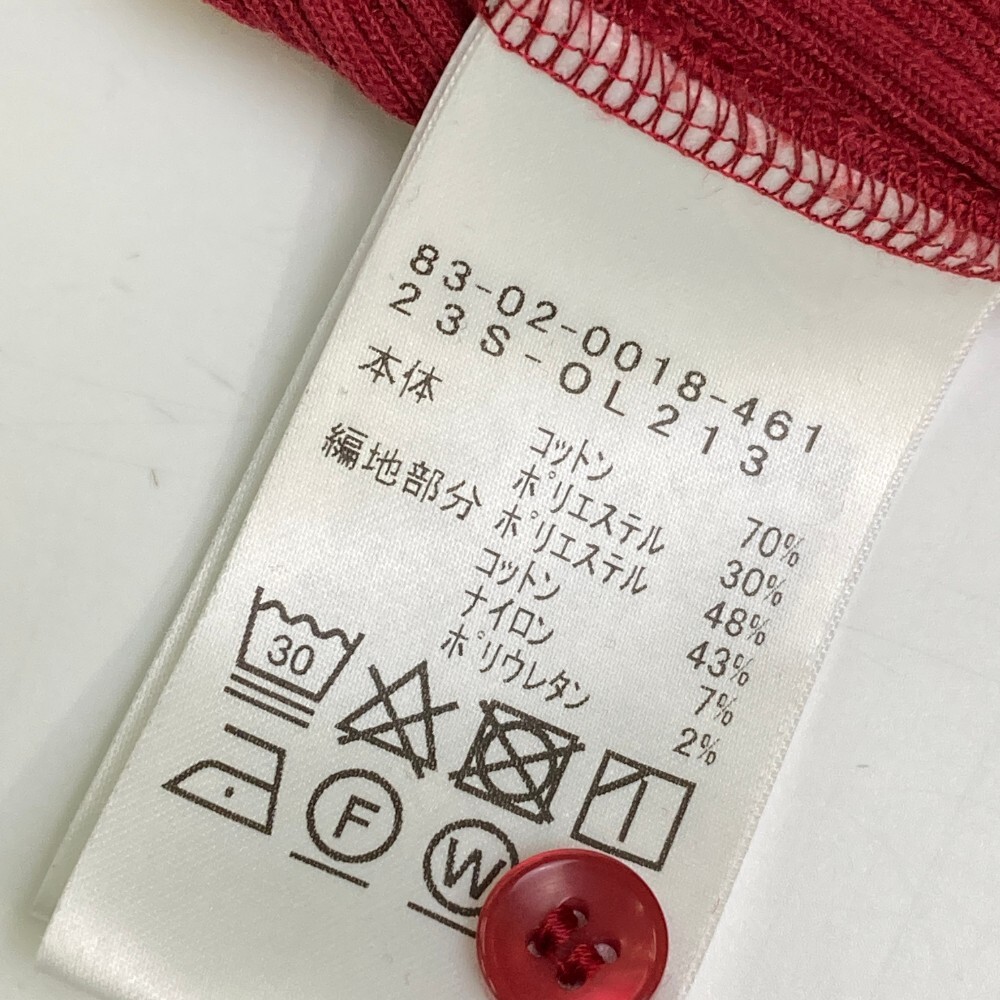 83-02-0018-461
23S-OL213
本体 コットン 70%
ポリエステル 30%
編地部分 ポリエステル 48%
コットン 43%
ナイロン 7%
ポリウレタン 2%
30
F
W